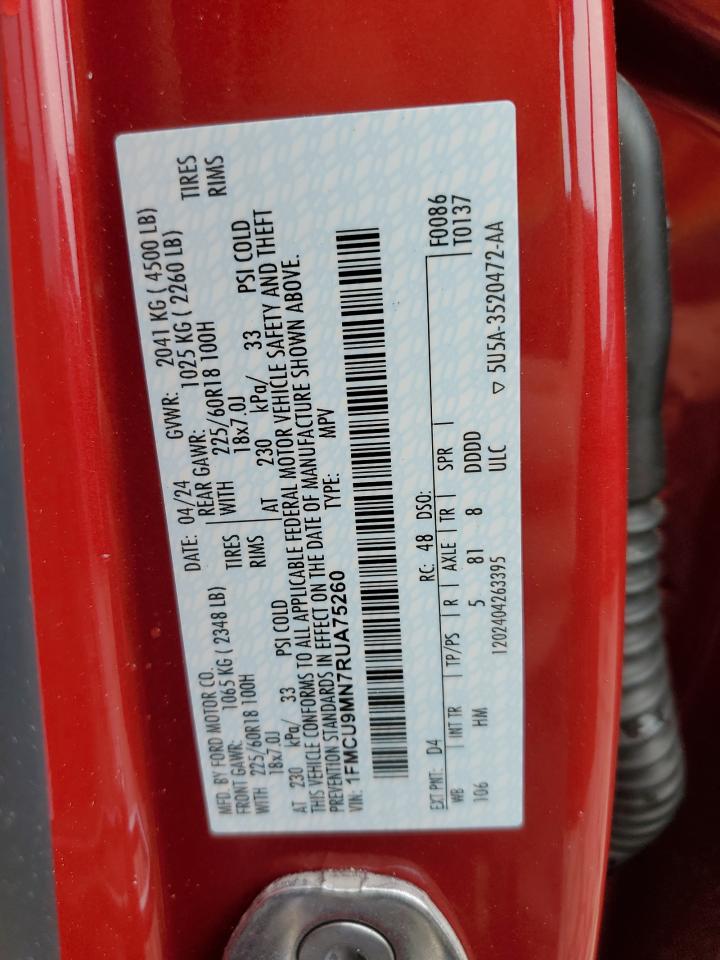 MFD. BY FORD MOTOR CO. DATE: 04/24 GVWR: 2041 KG ( 4500 LB)
FRONT GAWR: 1065 KG ( 2348 LB) REAR GAWR: 1025 KG ( 2260 LB)
WITH 225/60R18 100H TIRES WITH 225/60R18 100H TIRES
18x7.0J RIMS 18x7.0J RIMS
AT 230 kPa/ 33 PSI COLD AT 230 kPa/ 33 PSI COLD
THIS VEHICLE CONFORMS TO ALL APPLICABLE FEDERAL MOTOR VEHICLE SAFETY AND THEFT
PREVENTION STANDARDS IN EFFECT ON THE DATE OF MANUFACTURE SHOWN ABOVE.
VIN: 1FMCU9MN7RUA75260 TYPE: MPV
F0086
T0137
EXT PNT: D4 RC: 48 DSO:
WB | INT TR | TP/PS | R | AXLE | TR | SPR |
106 HM 5 81 8 DDDD
1202404263395 ULC ▽ 5U5A-3520472-AA